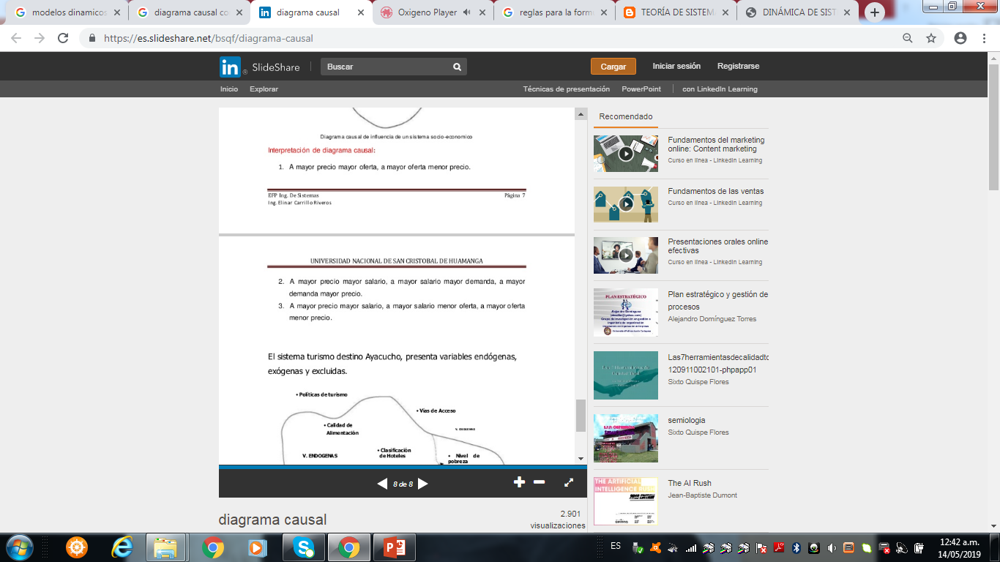 modelos dinamicos
diagrama causal co
diagrama causal
Oxigeno Player
reglas para la form
TEORÍA DE SISTEM
DINÁMICA DE SIST
https://es.slideshare.net/bsqf/diagrama-causal
in SlideShare
Buscar
Cargar
Iniciar sesión
Registrarse
Inicio
Explorar
Técnicas de presentación
PowerPoint
con LinkedIn Learning
Diagrama causal de influencia de un sistema socio-economico
Interpretación de diagrama causal:
1. A mayor precio mayor oferta, a mayor oferta menor precio.
EFP Ing. De Sistemas
Página 7
Ing. Elinar Carrillo Riveros
UNIVERSIDAD NACIONAL DE SAN CRISTOBAL DE HUAMANGA
2. A mayor precio mayor salario, a mayor salario mayor demanda, a mayor
demanda mayor precio.
3. A mayor precio mayor salario, a mayor salario menor oferta, a mayor oferta
menor precio.
El sistema turismo destino Ayacucho, presenta variables endógenas,
exógenas y excluidas.
• Políticas de turismo
• Vías de Acceso
• Calidad de
Alimentación
V. EXOGENAS
• Clasificación
de Hoteles
V. ENDOGENAS
• Nivel de
pobreza
8 de 8
diagrama causal
2.901
visualizaciones
Recomendado
Fundamentos del marketing
online: Content marketing
Curso en línea - LinkedIn Learning
Fundamentos de las ventas
Curso en línea - LinkedIn Learning
Presentaciones orales online
efectivas
Curso en línea - LinkedIn Learning
PLAN ESTRATÉGICO
Plan estratégico y gestión de
procesos
Alejandro Domínguez Torres
Las7herramientasdecalidadto
120911002101-phpapp01
Sixto Quispe Flores
semiologia
Sixto Quispe Flores
THE ARTIFICIAL
INTELLIGENCE RUSH
The AI Rush
Jean-Baptiste Dumont
ES
12:42 a.m.
14/05/2019